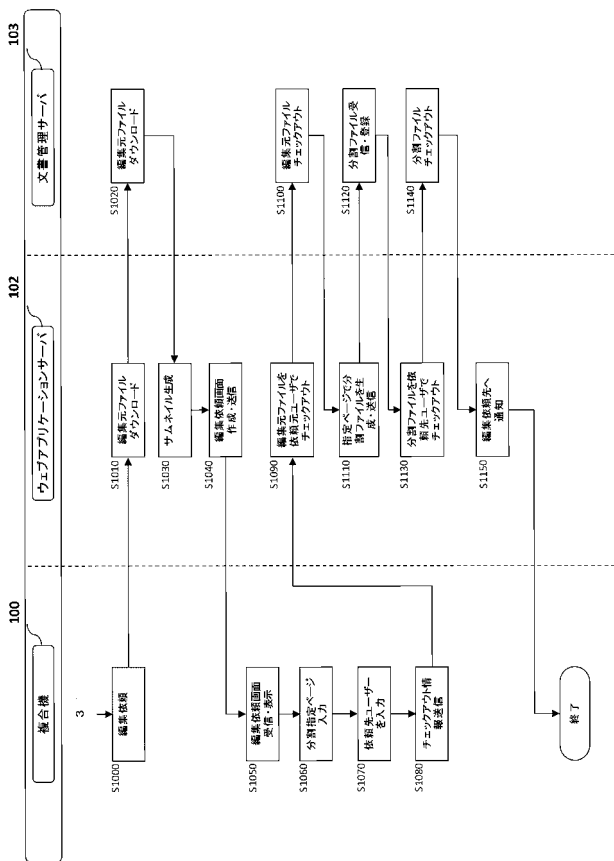 100
複合機
102
ウェブアプリケーションサーバ
103
文書管理サーバ
3
S1000
編集依頼
S1010
編集元ファイル
ダウンロード
S1020
編集元ファイル
ダウンロード
S1030
サムネイル生成
S1040
編集依頼画面
作成・送信
S1050
編集依頼画面
受信・表示
S1060
分割指定ページ
入力
S1070
依頼先ユーザー
を入力
S1080
チェックアウト情
報送信
S1090
編集元ファイルを
依頼元ユーザで
チェックアウト
S1100
編集元ファイル
チェックアウト
S1110
指定ページで分
割ファイルを生
成・送信
S1120
分割ファイル受
信・登録
S1130
分割ファイルを依
頼先ユーザで
チェックアウト
S1140
分割ファイル
チェックアウト
S1150
編集依頼先へ
通知
終了